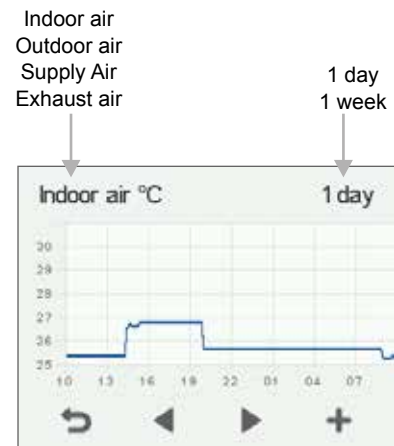 Indoor air
Outdoor air
Supply Air
Exhaust air
1 day
1 week
Indoor air °C
1 day
30
29
28
27
26
25
10 13 16 19 22 01 04 07